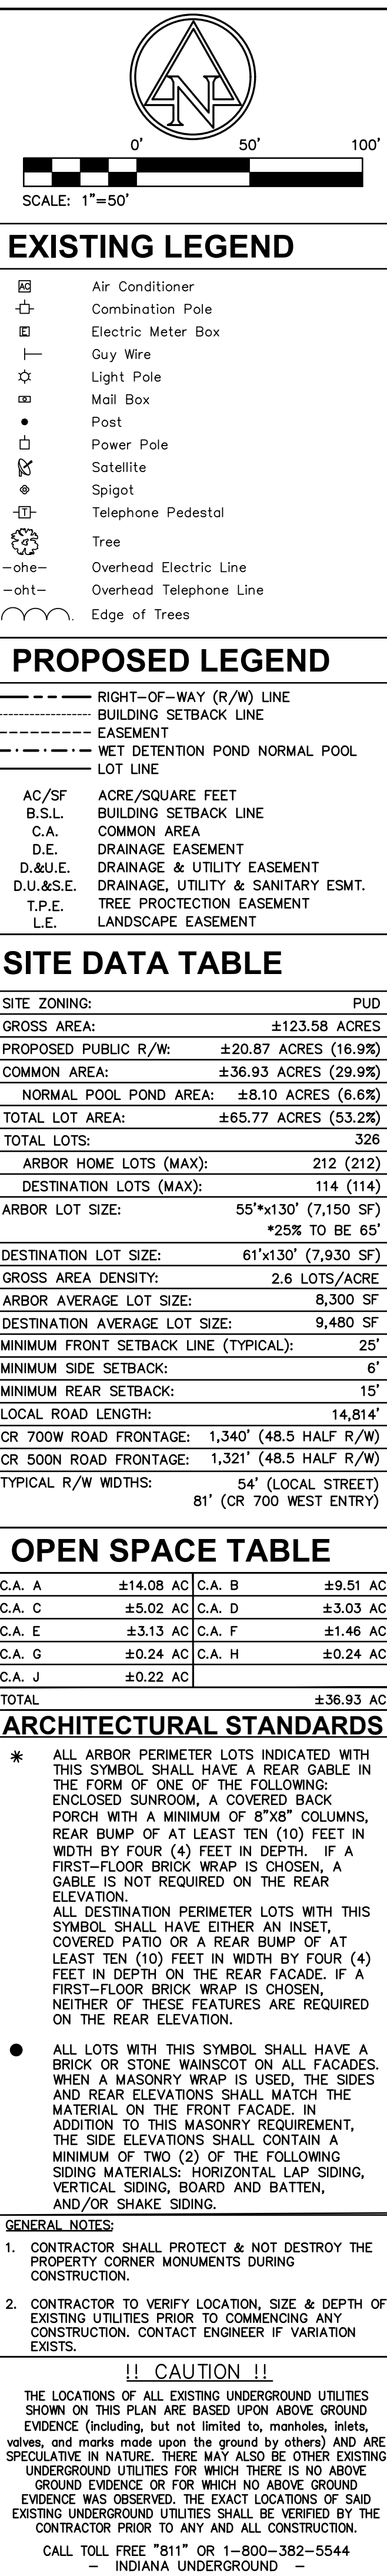 N
0' 50' 100'
SCALE: 1"=50'
EXISTING LEGEND
AC Air Conditioner
Combination Pole
E Electric Meter Box
Guy Wire
Light Pole
Mail Box
Post
Power Pole
Satellite
Spigot
T Telephone Pedestal
Tree
-ohe- Overhead Electric Line
-oht- Overhead Telephone Line
Edge of Trees
PROPOSED LEGEND
RIGHT-OF-WAY (R/W) LINE
BUILDING SETBACK LINE
EASEMENT
WET DETENTION POND NORMAL POOL
LOT LINE
AC/SF ACRE/SQUARE FEET
B.S.L. BUILDING SETBACK LINE
C.A. COMMON AREA
D.E. DRAINAGE EASEMENT
D.&U.E. DRAINAGE & UTILITY EASEMENT
D.U.&S.E. DRAINAGE, UTILITY & SANITARY ESMT.
T.P.E. TREE PROCTECTION EASEMENT
L.E. LANDSCAPE EASEMENT
SITE DATA TABLE
SITE ZONING: PUD
GROSS AREA: ±123.58 ACRES
PROPOSED PUBLIC R/W: ±20.87 ACRES (16.9%)
COMMON AREA: ±36.93 ACRES (29.9%)
NORMAL POOL POND AREA: ±8.10 ACRES (6.6%)
TOTAL LOT AREA: ±65.77 ACRES (53.2%)
TOTAL LOTS: 326
ARBOR HOME LOTS (MAX): 212 (212)
DESTINATION LOTS (MAX): 114 (114)
ARBOR LOT SIZE: 55'*x130' (7,150 SF)
*25% TO BE 65'
DESTINATION LOT SIZE: 61'x130' (7,930 SF)
GROSS AREA DENSITY: 2.6 LOTS/ACRE
ARBOR AVERAGE LOT SIZE: 8,300 SF
DESTINATION AVERAGE LOT SIZE: 9,480 SF
MINIMUM FRONT SETBACK LINE (TYPICAL): 25'
MINIMUM SIDE SETBACK: 6'
MINIMUM REAR SETBACK: 15'
LOCAL ROAD LENGTH: 14,814'
CR 700W ROAD FRONTAGE: 1,340' (48.5 HALF R/W)
CR 500N ROAD FRONTAGE: 1,321' (48.5 HALF R/W)
TYPICAL R/W WIDTHS: 54' (LOCAL STREET)
81' (CR 700 WEST ENTRY)
OPEN SPACE TABLE
C.A. A ±14.08 AC C.A. B ±9.51 AC
C.A. C ±5.02 AC C.A. D ±3.03 AC
C.A. E ±3.13 AC C.A. F ±1.46 AC
C.A. G ±0.24 AC C.A. H ±0.24 AC
C.A. J ±0.22 AC
TOTAL ±36.93 AC
ARCHITECTURAL STANDARDS
* ALL ARBOR PERIMETER LOTS INDICATED WITH
THIS SYMBOL SHALL HAVE A REAR GABLE IN
THE FORM OF ONE OF THE FOLLOWING:
ENCLOSED SUNROOM, A COVERED BACK
PORCH WITH A MINIMUM OF 8"X8" COLUMNS,
REAR BUMP OF AT LEAST TEN (10) FEET IN
WIDTH BY FOUR (4) FEET IN DEPTH. IF A
FIRST-FLOOR BRICK WRAP IS CHOSEN, A
GABLE IS NOT REQUIRED ON THE REAR
ELEVATION.
ALL DESTINATION PERIMETER LOTS WITH THIS
SYMBOL SHALL HAVE EITHER AN INSET,
COVERED PATIO OR A REAR BUMP OF AT
LEAST TEN (10) FEET IN WIDTH BY FOUR (4)
FEET IN DEPTH ON THE REAR FACADE. IF A
FIRST-FLOOR BRICK WRAP IS CHOSEN,
NEITHER OF THESE FEATURES ARE REQUIRED
ON THE REAR ELEVATION.
● ALL LOTS WITH THIS SYMBOL SHALL HAVE A
BRICK OR STONE WAINSCOT ON ALL FACADES.
WHEN A MASONRY WRAP IS USED, THE SIDES
AND REAR ELEVATIONS SHALL MATCH THE
MATERIAL ON THE FRONT FACADE. IN
ADDITION TO THIS MASONRY REQUIREMENT,
THE SIDE ELEVATIONS SHALL CONTAIN A
MINIMUM OF TWO (2) OF THE FOLLOWING
SIDING MATERIALS: HORIZONTAL LAP SIDING,
VERTICAL SIDING, BOARD AND BATTEN,
AND/OR SHAKE SIDING.
GENERAL NOTES:
1. CONTRACTOR SHALL PROTECT & NOT DESTROY THE
PROPERTY CORNER MONUMENTS DURING
CONSTRUCTION.
2. CONTRACTOR TO VERIFY LOCATION, SIZE & DEPTH OF
EXISTING UTILITIES PRIOR TO COMMENCING ANY
CONSTRUCTION. CONTACT ENGINEER IF VARIATION
EXISTS.
!! CAUTION !!
THE LOCATIONS OF ALL EXISTING UNDERGROUND UTILITIES
SHOWN ON THIS PLAN ARE BASED UPON ABOVE GROUND
EVIDENCE (including, but not limited to, manholes, inlets,
valves, and marks made upon the ground by others) AND ARE
SPECULATIVE IN NATURE. THERE MAY ALSO BE OTHER EXISTING
UNDERGROUND UTILITIES FOR WHICH THERE IS NO ABOVE
GROUND EVIDENCE OR FOR WHICH NO ABOVE GROUND
EVIDENCE WAS OBSERVED. THE EXACT LOCATIONS OF SAID
EXISTING UNDERGROUND UTILITIES SHALL BE VERIFIED BY THE
CONTRACTOR PRIOR TO ANY AND ALL CONSTRUCTION.
CALL TOLL FREE "811" OR 1-800-382-5544
- INDIANA UNDERGROUND -